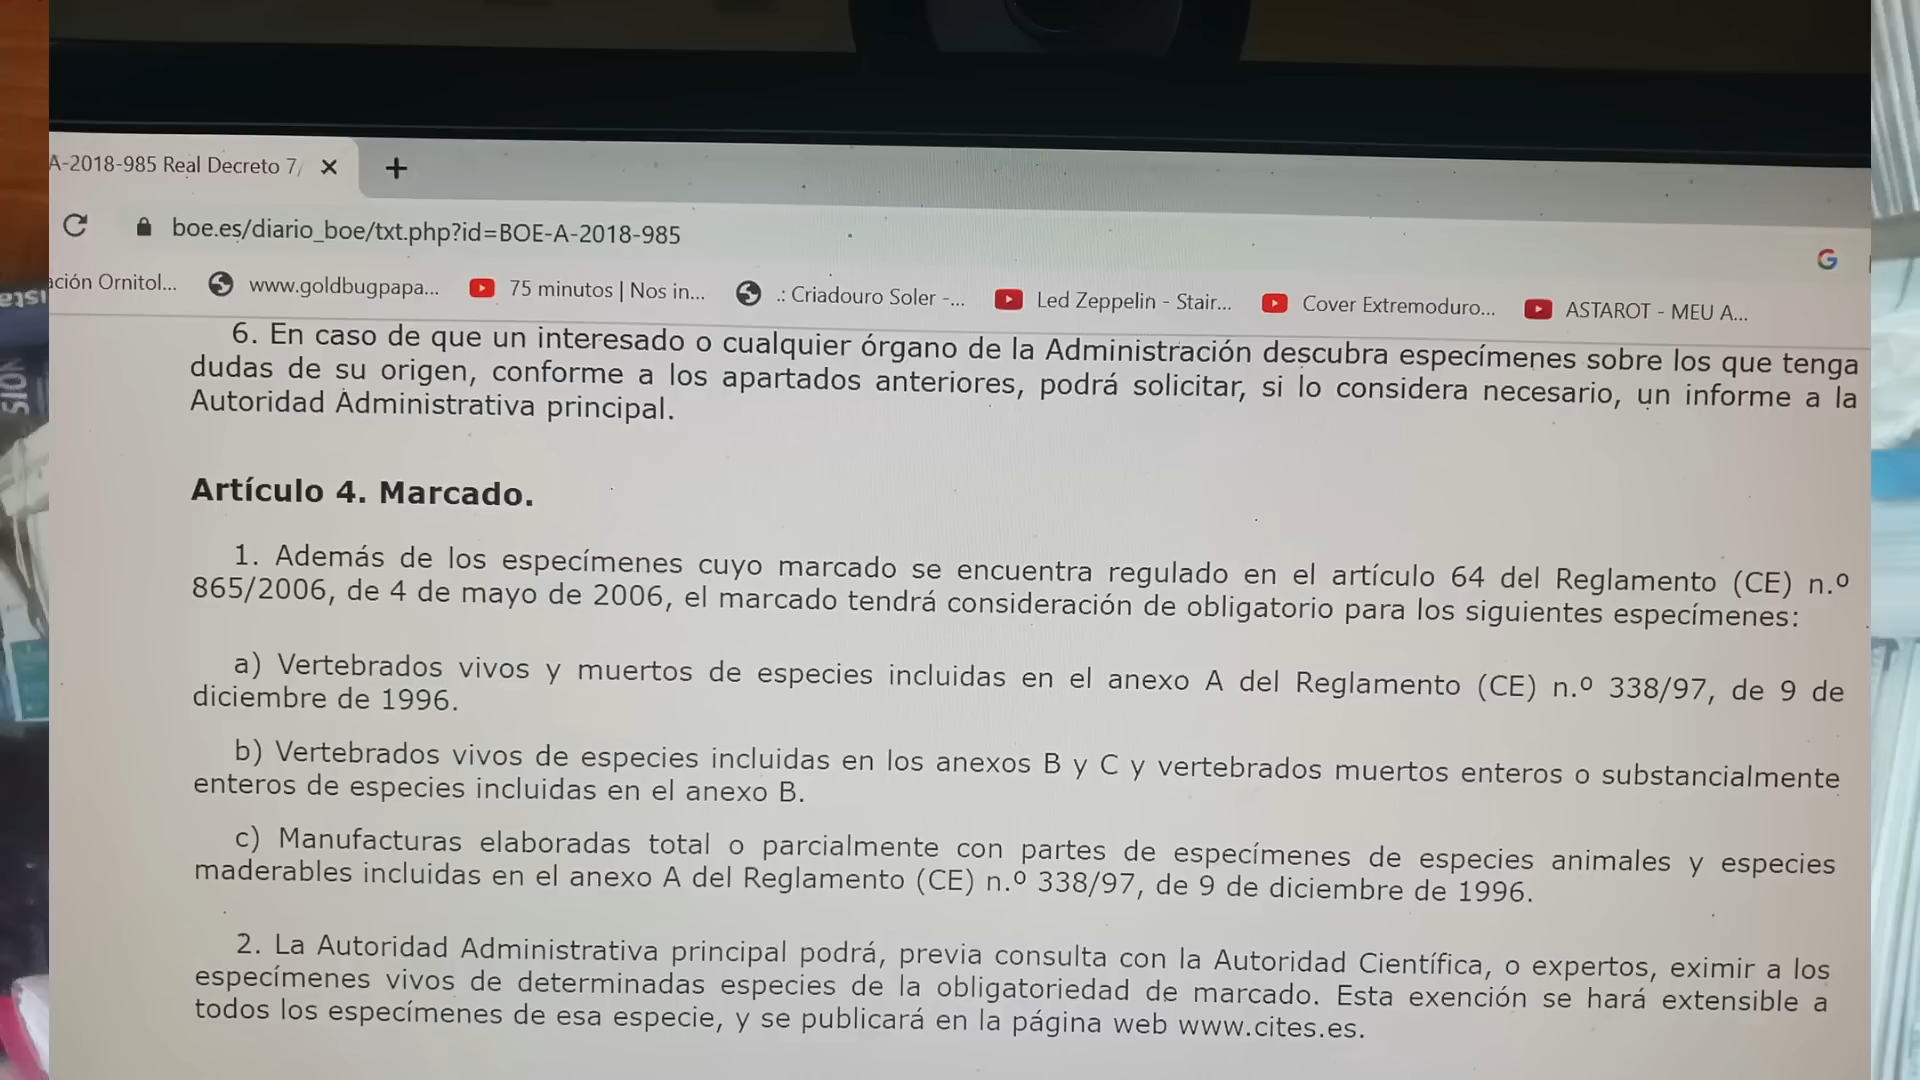 A-2018-985 Real Decreto 7/
boe.es/diario_boe/txt.php?id=BOE-A-2018-985
ación Ornitol... www.goldbugpapa... 75 minutos | Nos in... .: Criadouro Soler -... Led Zeppelin - Stair... Cover Extremoduro... ASTAROT - MEU A...
6. En caso de que un interesado o cualquier órgano de la Administración descubra especímenes sobre los que tenga
dudas de su origen, conforme a los apartados anteriores, podrá solicitar, si lo considera necesario, un informe a la
Autoridad Administrativa principal.
Artículo 4. Marcado.
1. Además de los especímenes cuyo marcado se encuentra regulado en el artículo 64 del Reglamento (CE) n.º
865/2006, de 4 de mayo de 2006, el marcado tendrá consideración de obligatorio para los siguientes especímenes:
a) Vertebrados vivos y muertos de especies incluidas en el anexo A del Reglamento (CE) n.º 338/97, de 9 de
diciembre de 1996.
b) Vertebrados vivos de especies incluidas en los anexos B y C y vertebrados muertos enteros o substancialmente
enteros de especies incluidas en el anexo B.
c) Manufacturas elaboradas total o parcialmente con partes de especímenes de especies animales y especies
maderables incluidas en el anexo A del Reglamento (CE) n.º 338/97, de 9 de diciembre de 1996.
2. La Autoridad Administrativa principal podrá, previa consulta con la Autoridad Científica, o expertos, eximir a los
especímenes vivos de determinadas especies de la obligatoriedad de marcado. Esta exención se hará extensible a
todos los especímenes de esa especie, y se publicará en la página web www.cites.es.